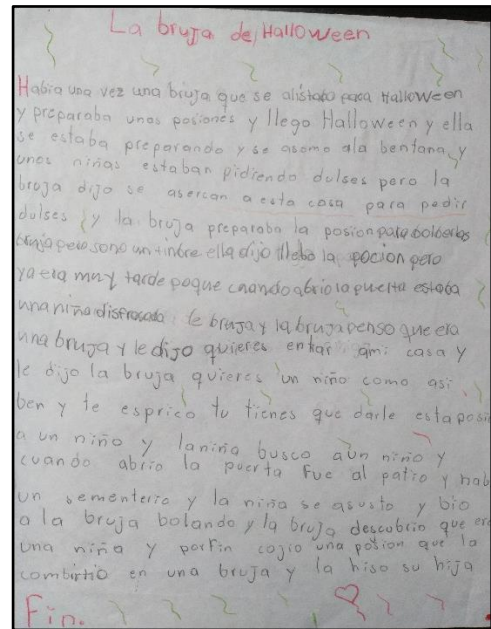 La bruja de Halloween
Habia una vez una bruja que se alistaba para Halloween
y preparaba unos posiones y llego Halloween y ella
se estaba preparando y se asomo ala bentana y
unos niñas estaban pidiendo dulses pero la
bruja dijo se asercan a esta casa para pedir
dulses y la bruja preparaba la posion para bolberlas
bruja pero sono un tinbre ella dijo llebo la pocion pero
ya era muy tarde poque cuando abrio la puerta estaba
una niña disfrasada de bruja y la bruja penso que era
una bruja y le dijo quieres entrar ami casa y
le dijo la bruja quieres un niño como asi
ben y te esprico tu tienes que darle esta posi
a un niño y la niña busco aun niño y
cuando abrio la puerta fue al patio y hab
un sementerio y la niña se asusto y bio
a la bruja bolando y la bruja descubrio que era
una niña y porfin cojio una posion que la
combirtio en una bruja y la hiso su hija
Fin.